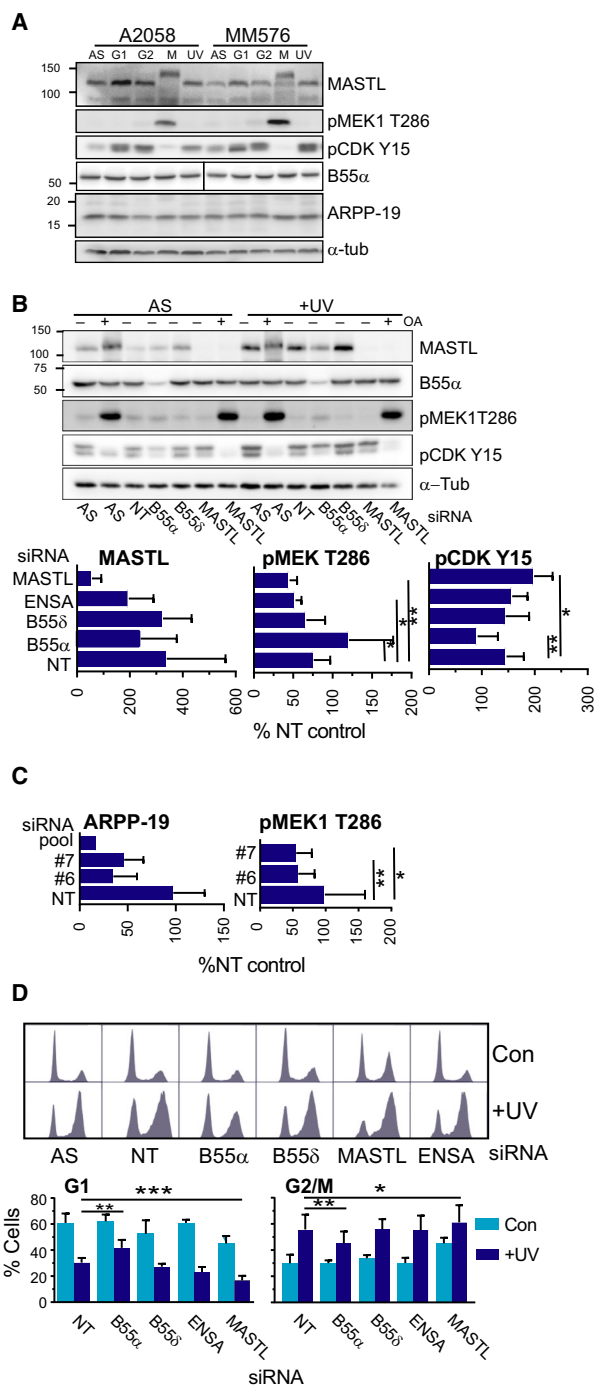 A
A2058 MM576
AS G1 G2 M UV AS G1 G2 M UV
150
100
MASTL
pMEK1 T286
pCDK Y15
50
B55α
20
15
ARPP-19
α-tub
B
AS +UV
– + – – – – + – + – – – – + OA
150
100
MASTL
75
50
B55α
pMEK1T286
pCDK Y15
α–Tub
AS AS NT B55α B55δ MASTL MASTL AS AS NT B55α B55δ MASTL MASTL siRNA
siRNA MASTL pMEK T286 pCDK Y15
MASTL
ENSA
B55δ
B55α
NT
* * ** * **
0 200 400 600
0 50 100 150 200
0 100 200 300
% NT control
C
siRNA ARPP-19 pMEK1 T286
pool
#7
#6
NT
#7
#6
NT
** *
0 50 100 150
0 50 100 150 200
%NT control
D
Con
+UV
AS NT B55α B55δ MASTL ENSA siRNA
G1 G2/M
*** ** * **
% Cells
80
60
40
20
0
Con
+UV
NT B55α B55δ ENSA MASTL
NT B55α B55δ ENSA MASTL
siRNA